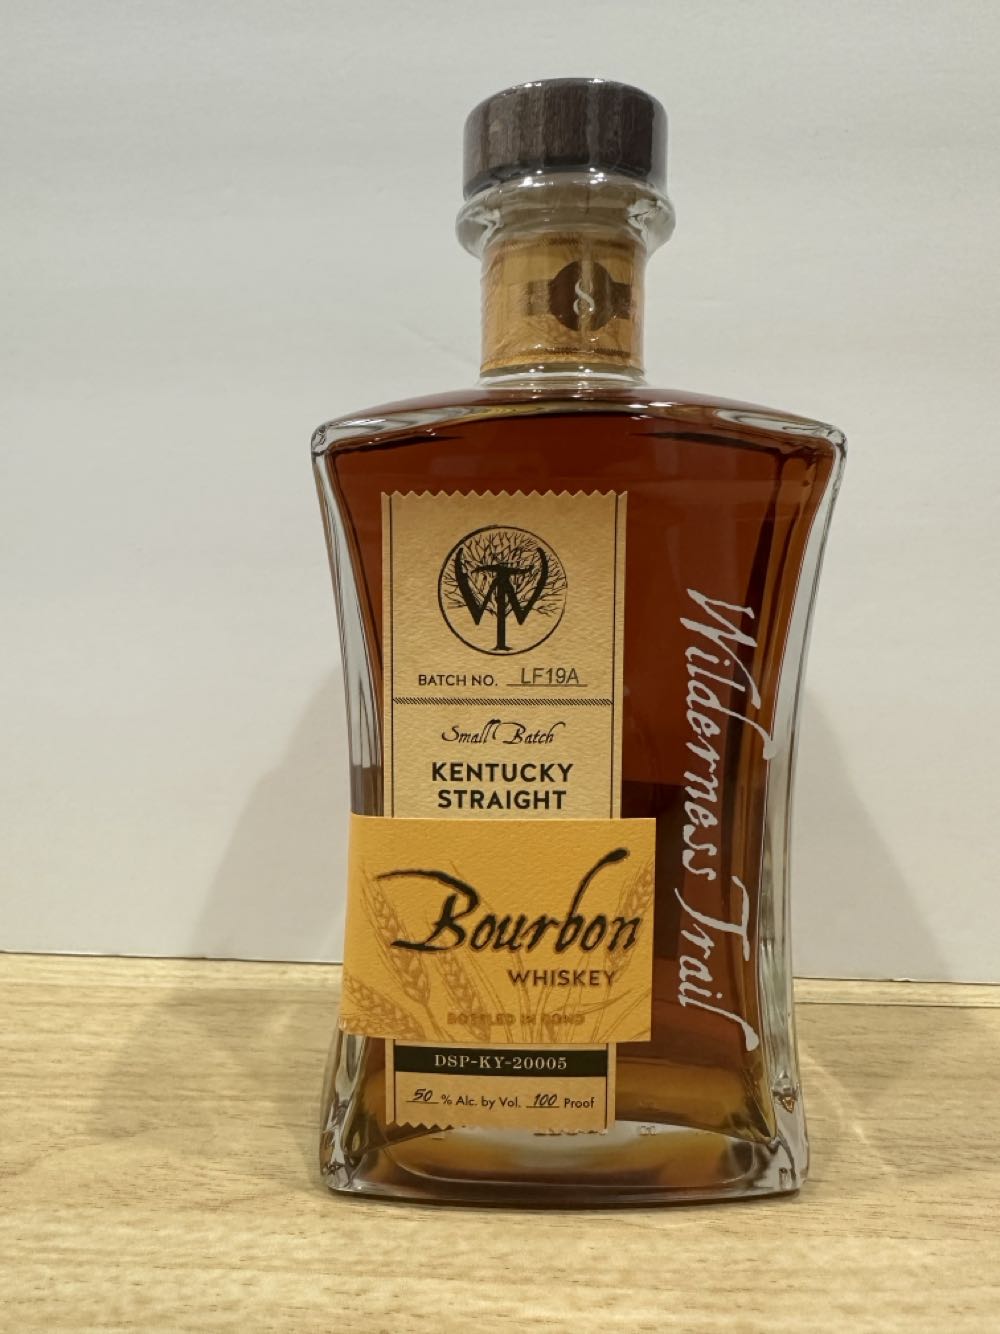 WT
BATCH NO. LF19A
Small Batch
KENTUCKY
STRAIGHT
Bourbon
WHISKEY
BOTTLED IN BOND
DSP-KY-20005
50 % Alc. by Vol. 100 Proof
Wilderness Trail